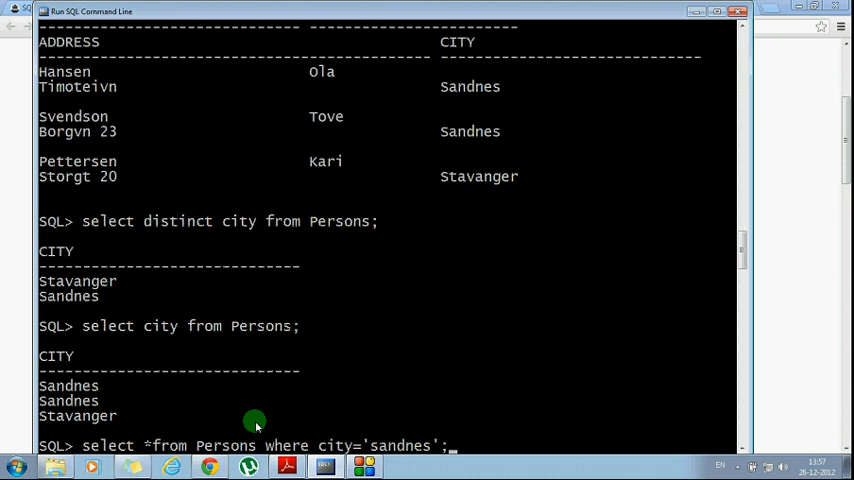 SQ
Run SQL Command Line
ADDRESS CITY
Hansen Ola
Timoteivn Sandnes
Svendson Tove
Borgvn 23 Sandnes
Pettersen Kari
Storgt 20 Stavanger
SQL> select distinct city from Persons;
CITY
Stavanger
Sandnes
SQL> select city from Persons;
CITY
Sandnes
Sandnes
Stavanger
SQL> select *from Persons where city='sandnes';
EN
13:57
26-12-2012